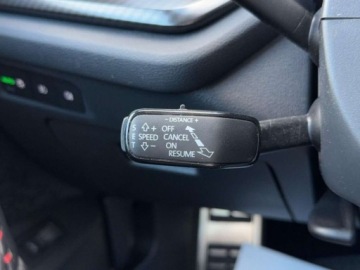 - DISTANCE +
S + OFF
E SPEED CANCEL
T - ON
RESUME